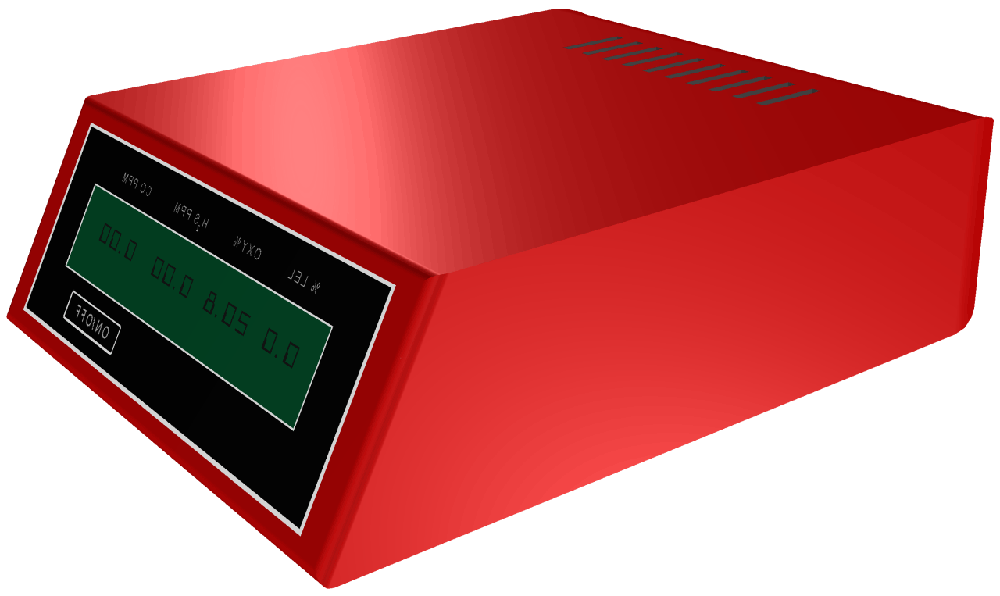 % LEL OXY% H₂S PPM CO PPM
0.0 20.8 0.00 0.00
ON/OFF